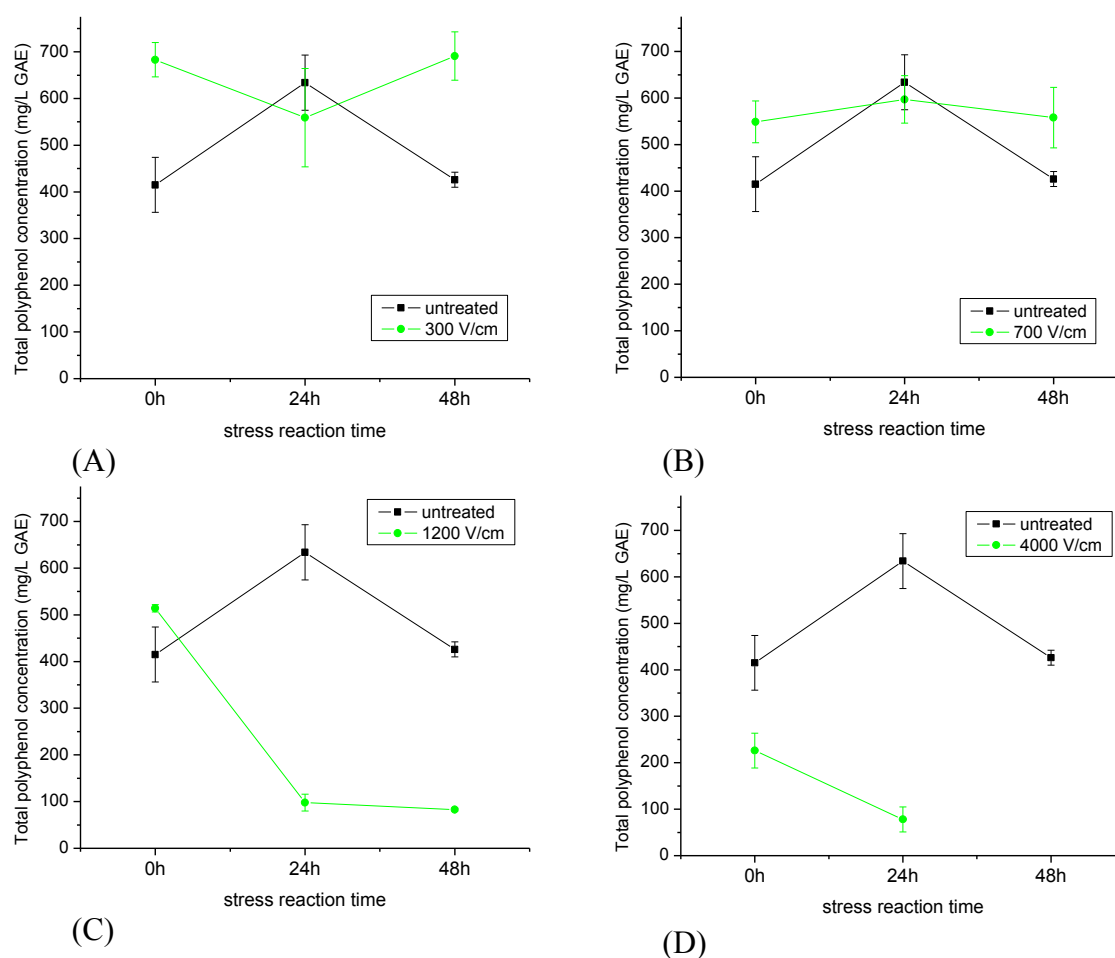 Total polyphenol concentration (mg/L GAE)
700
600
500
400
300
200
100
0
untreated
300 V/cm
0h 24h 48h
stress reaction time
(A)
Total polyphenol concentration (mg/L GAE)
700
600
500
400
300
200
100
0
untreated
700 V/cm
0h 24h 48h
stress reaction time
(B)
Total polyphenol concentration (mg/L GAE)
700
600
500
400
300
200
100
0
untreated
1200 V/cm
0h 24h 48h
stress reaction time
(C)
Total polyphenol concentration (mg/L GAE)
700
600
500
400
300
200
100
0
untreated
4000 V/cm
0h 24h 48h
stress reaction time
(D)